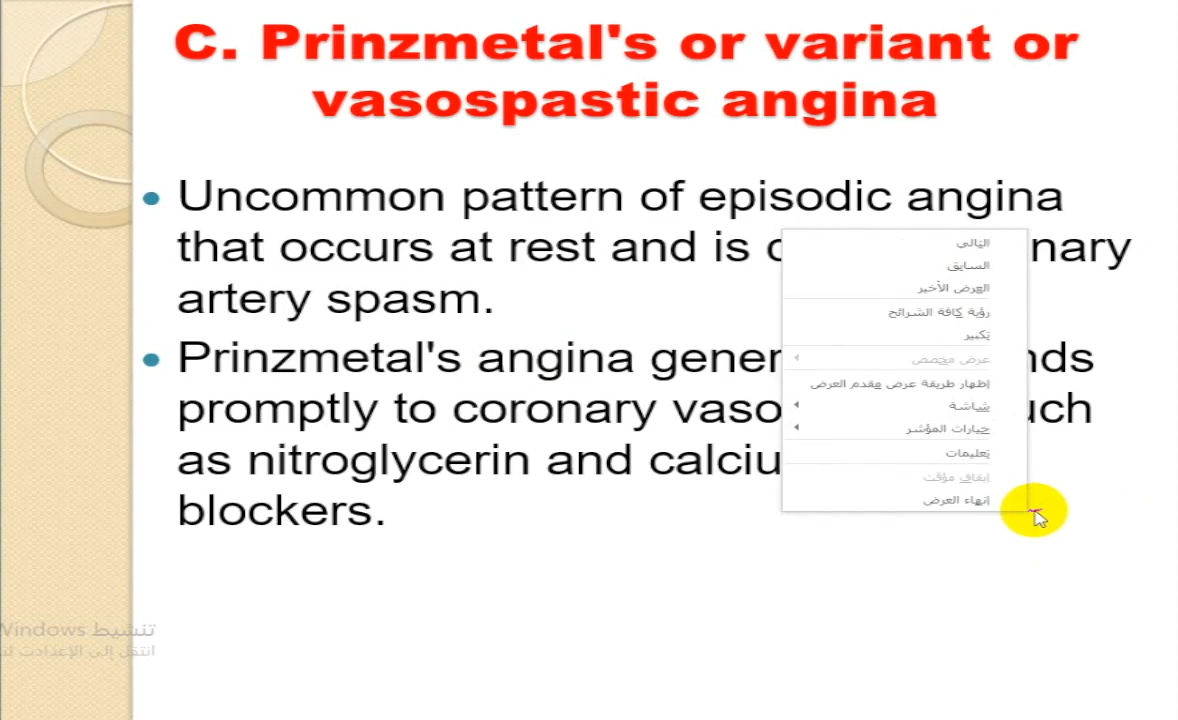 C. Prinzmetal's or variant or
vasospastic angina
• Uncommon pattern of episodic angina
that occurs at rest and is nary
artery spasm.
• Prinzmetal's angina gener nds
promptly to coronary vaso uch
as nitroglycerin and calciu
blockers.
التالي
السابق
العرض الأخير
رؤية كافة الشرائح
تكبير
عرض مخصص
إظهار طريقة عرض مقدم العرض
شاشة
خيارات المؤشر
تعليمات
إيقاف مؤقت
إنهاء العرض
تنشيط Windows
انتقل إلى الإعدادت